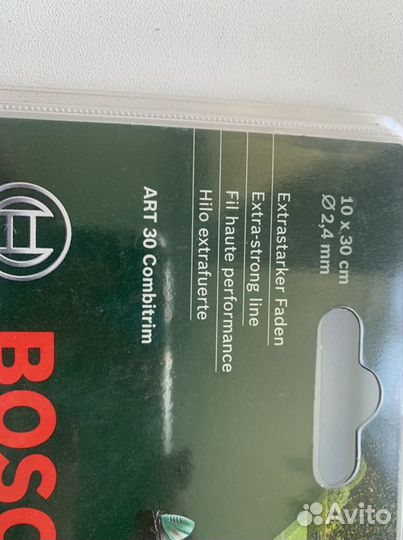 10 x 30 cm
Ø 2,4 mm
Extrastarker Faden
Extra-strong line
Fil haute performance
Hilo extrafuerte
ART 30 Combitrim
BOSC
Avito